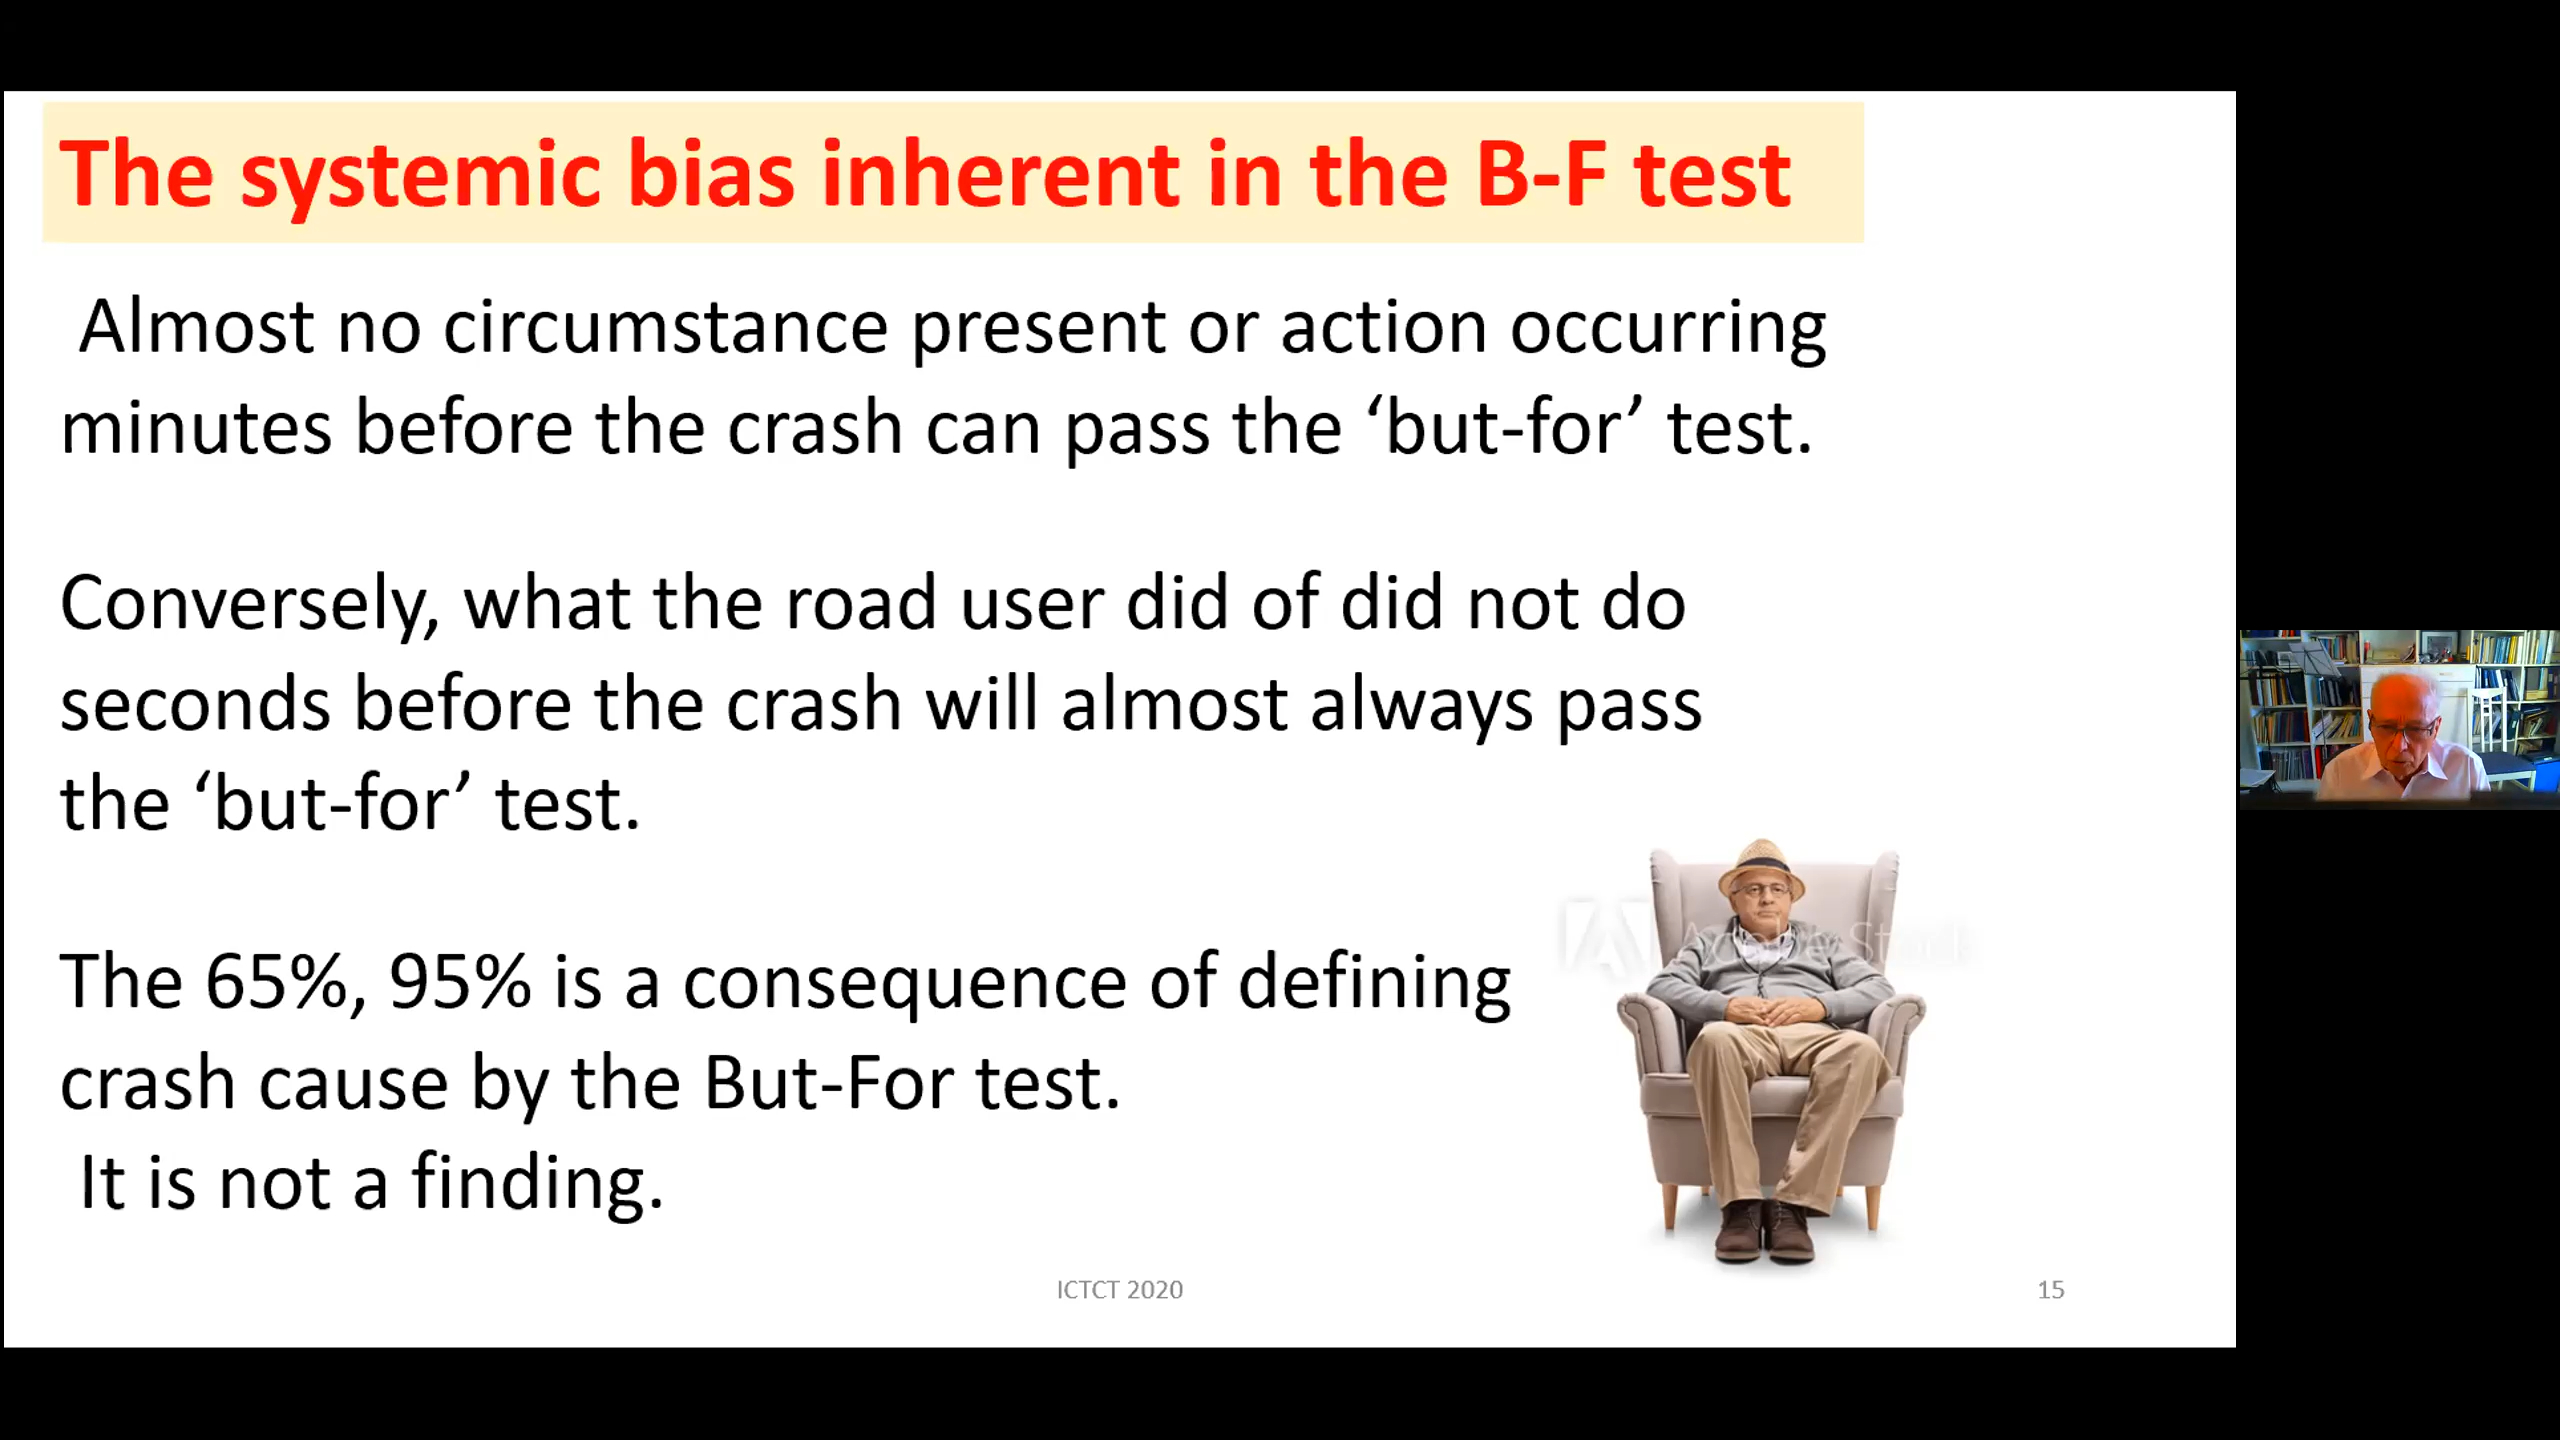 The systemic bias inherent in the B-F test
Almost no circumstance present or action occurring
minutes before the crash can pass the ‘but-for’ test.
Conversely, what the road user did of did not do
seconds before the crash will almost always pass
the ‘but-for’ test.
The 65%, 95% is a consequence of defining
crash cause by the But-For test.
It is not a finding.
Adobe Stock
ICTCT 2020
15